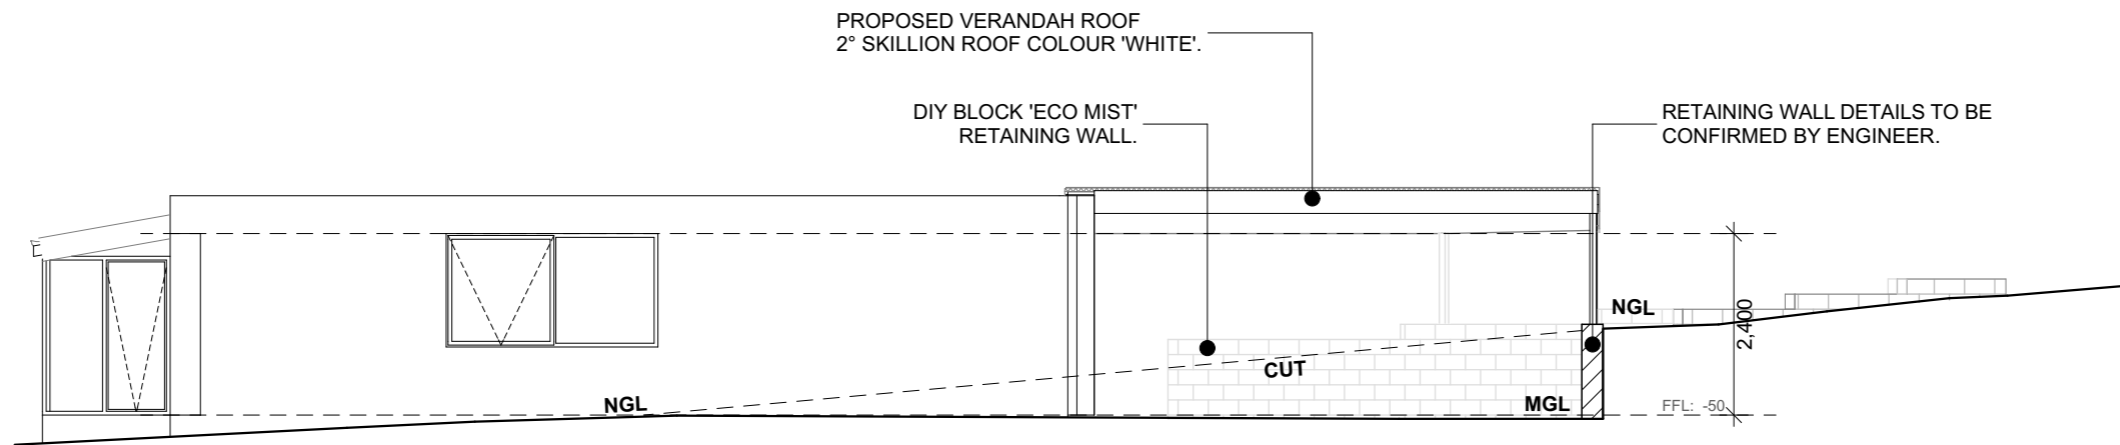 PROPOSED VERANDAH ROOF
2° SKILLION ROOF COLOUR 'WHITE'.
DIY BLOCK 'ECO MIST'
RETAINING WALL.
RETAINING WALL DETAILS TO BE
CONFIRMED BY ENGINEER.
NGL
2,400
CUT
NGL
MGL
FFL: -50